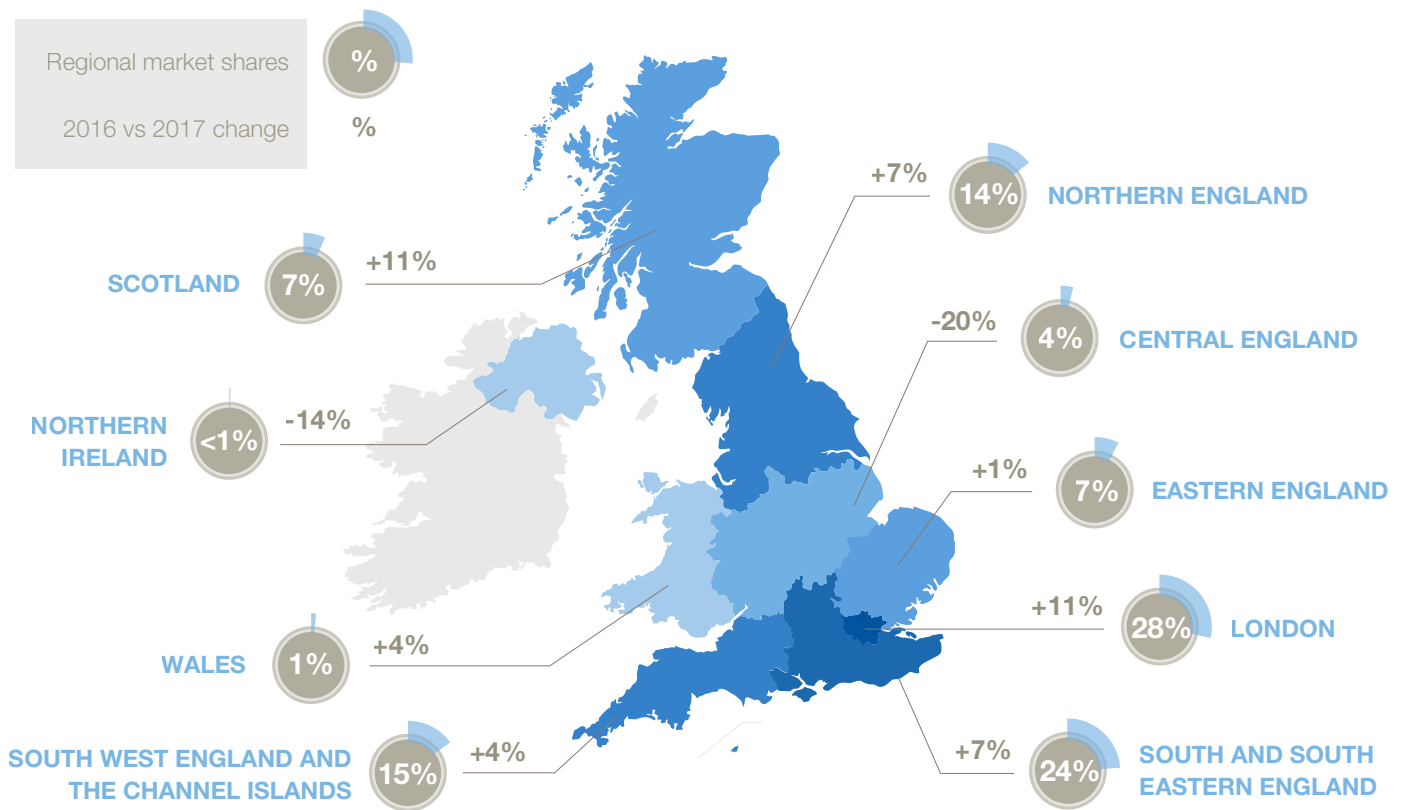 Regional market shares
%
2016 vs 2017 change
%
+7%
14%
NORTHERN ENGLAND
SCOTLAND
7%
+11%
-20%
4%
CENTRAL ENGLAND
NORTHERN
IRELAND
<1%
-14%
+1%
7%
EASTERN ENGLAND
+11%
28%
LONDON
WALES
1%
+4%
SOUTH WEST ENGLAND AND
THE CHANNEL ISLANDS
15%
+4%
+7%
24%
SOUTH AND SOUTH
EASTERN ENGLAND